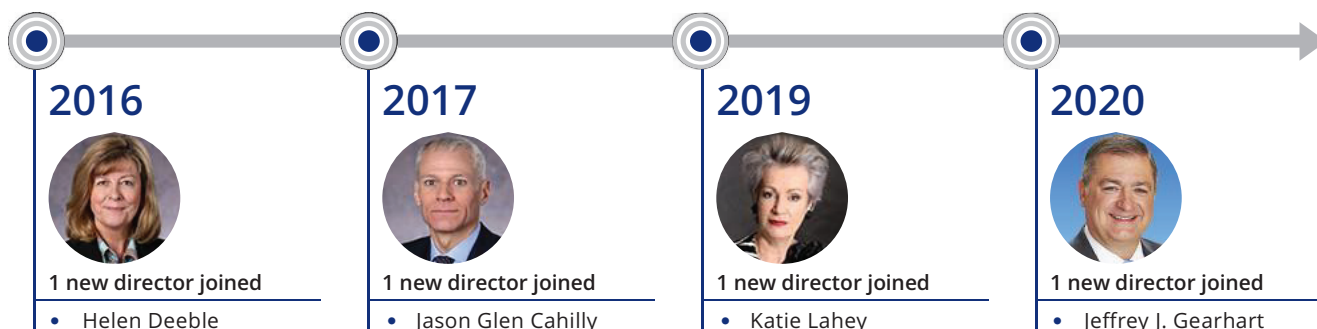 2016
2017
2019
2020
1 new director joined
1 new director joined
1 new director joined
1 new director joined
• Helen Deeble
• Jason Glen Cahilly
• Katie Lahey
• Jeffrey J. Gearhart